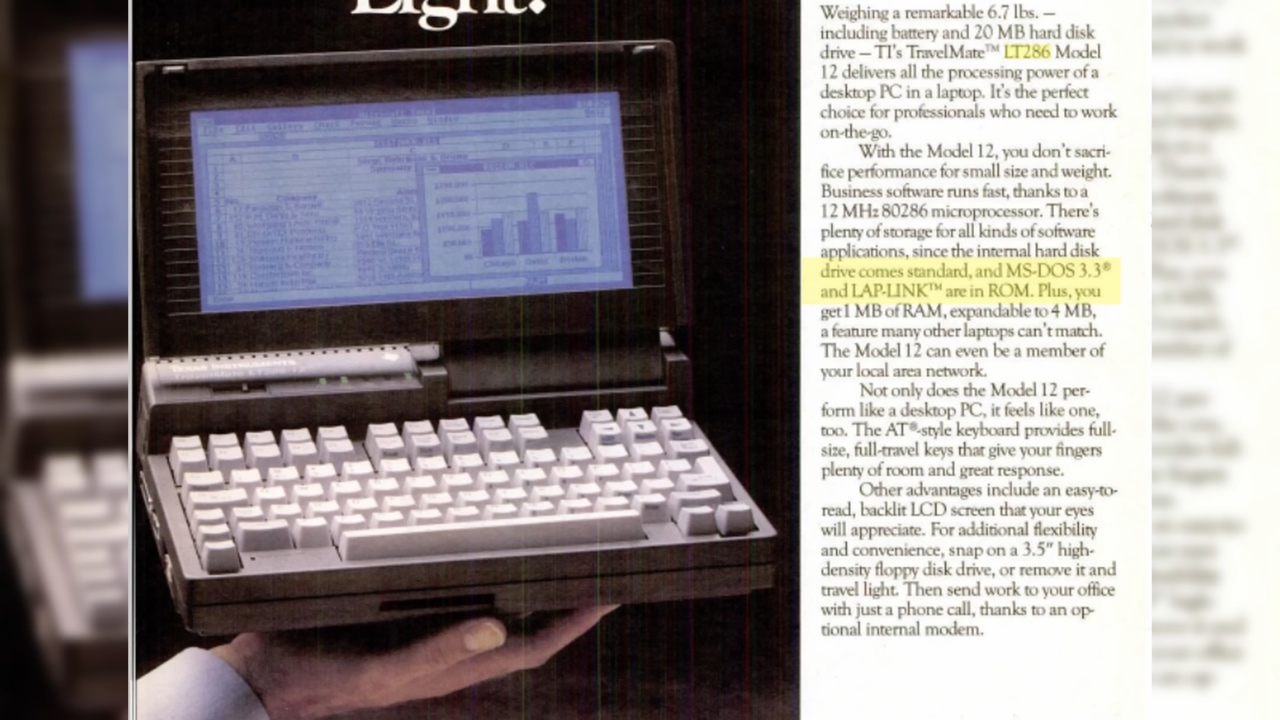 Light.
Weighing a remarkable 6.7 lbs. —
including battery and 20 MB hard disk
drive — TI's TravelMate™ LT286 Model
12 delivers all the processing power of a
desktop PC in a laptop. It's the perfect
choice for professionals who need to work
on-the-go.
With the Model 12, you don't sacri-
fice performance for small size and weight.
Business software runs fast, thanks to a
12 MHz 80286 microprocessor. There's
plenty of storage for all kinds of software
applications, since the internal hard disk
drive comes standard, and MS-DOS 3.3®
and LAP-LINK™ are in ROM. Plus, you
get 1 MB of RAM, expandable to 4 MB,
a feature many other laptops can't match.
The Model 12 can even be a member of
your local area network.
Not only does the Model 12 per-
form like a desktop PC, it feels like one,
too. The AT®-style keyboard provides full-
size, full-travel keys that give your fingers
plenty of room and great response.
Other advantages include an easy-to-
read, backlit LCD screen that your eyes
will appreciate. For additional flexibility
and convenience, snap on a 3.5" high-
density floppy disk drive, or remove it and
travel light. Then send work to your office
with just a phone call, thanks to an op-
tional internal modem.
TEXAS INSTRUMENTS